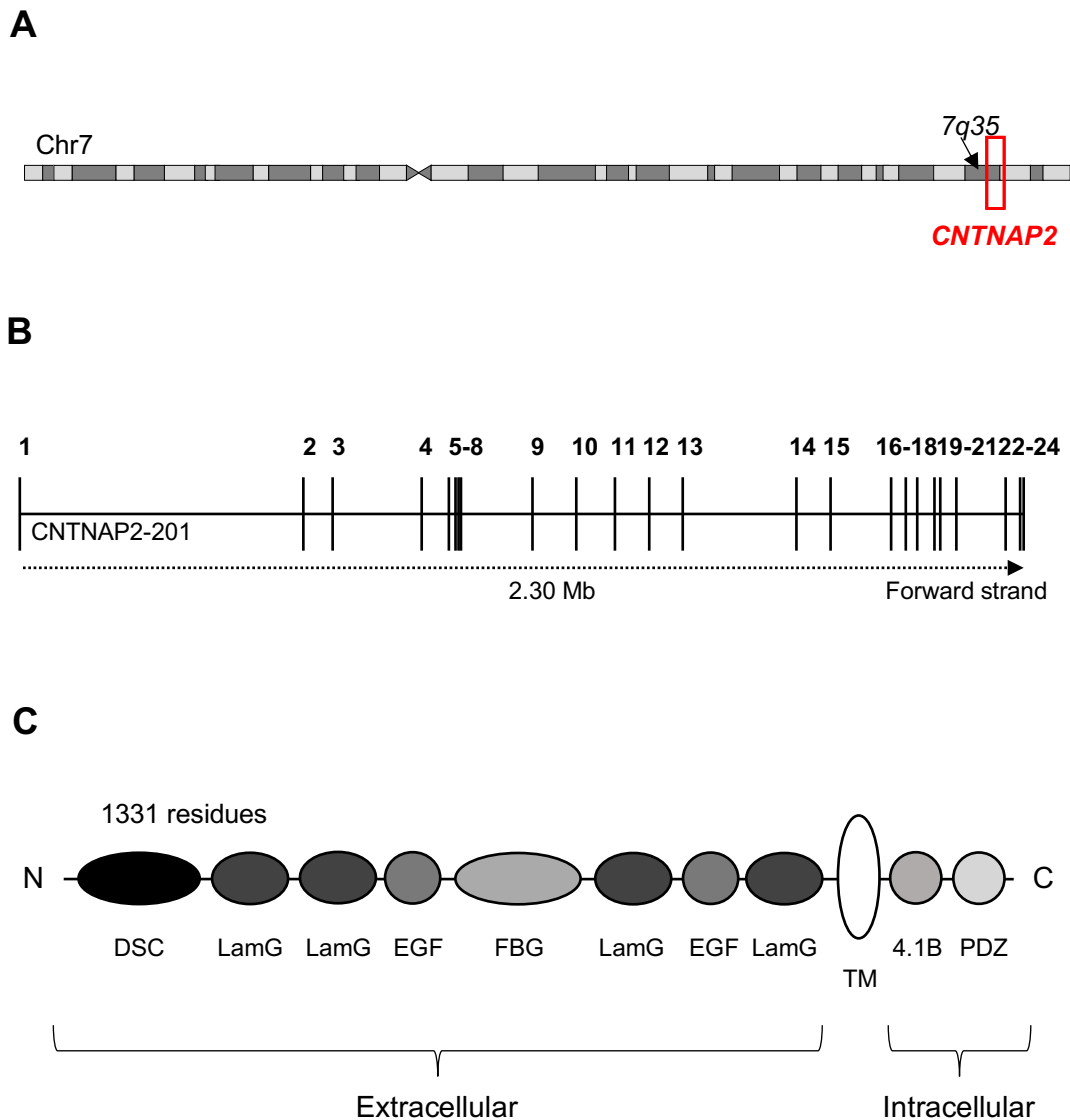 A
Chr7
7q35
CNTNAP2
B
1 2 3 4 5-8 9 10 11 12 13 14 15 16-18 19-21 22-24
CNTNAP2-201
2.30 Mb Forward strand
C
1331 residues
N C
DSC LamG LamG EGF FBG LamG EGF LamG 4.1B PDZ
TM
Extracellular Intracellular